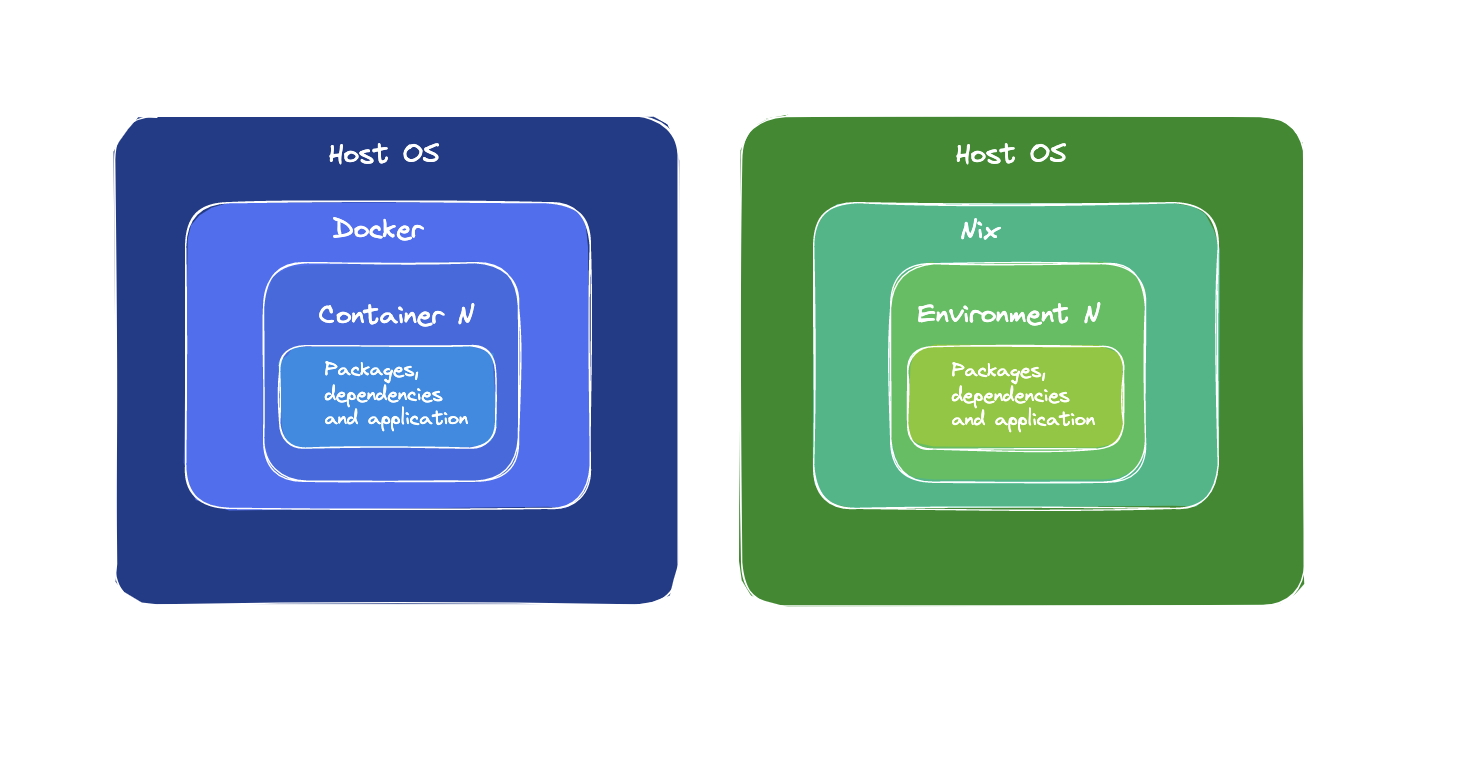 Host OS
Docker
Container N
Packages,
dependencies
and application
Host OS
Nix
Environment N
Packages,
dependencies
and application